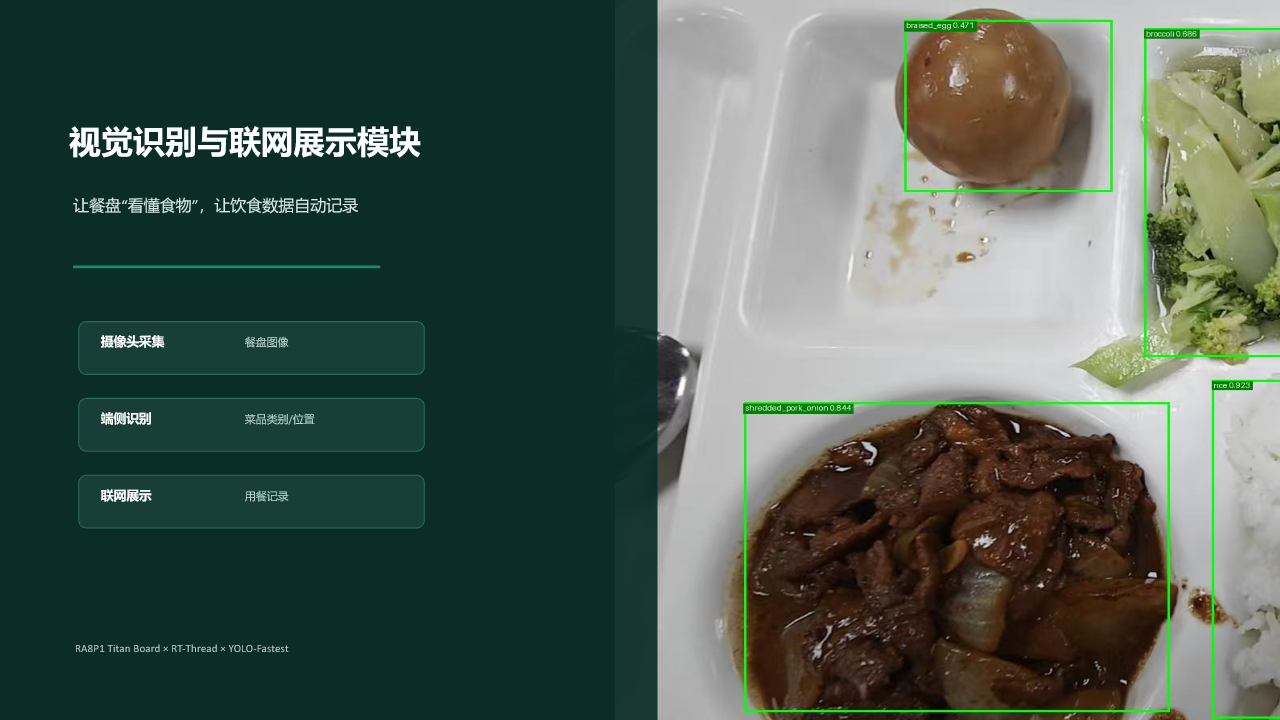 视觉识别与联网展示模块
让餐盘“看懂食物”，让饮食数据自动记录
摄像头采集 餐盘图像
端侧识别 菜品类别/位置
联网展示 用餐记录
RA8P1 Titan Board × RT-Thread × YOLO-Fastest
braised_egg 0.471
broccoli 0.686
rice 0.923
shredded_pork_onion 0.844